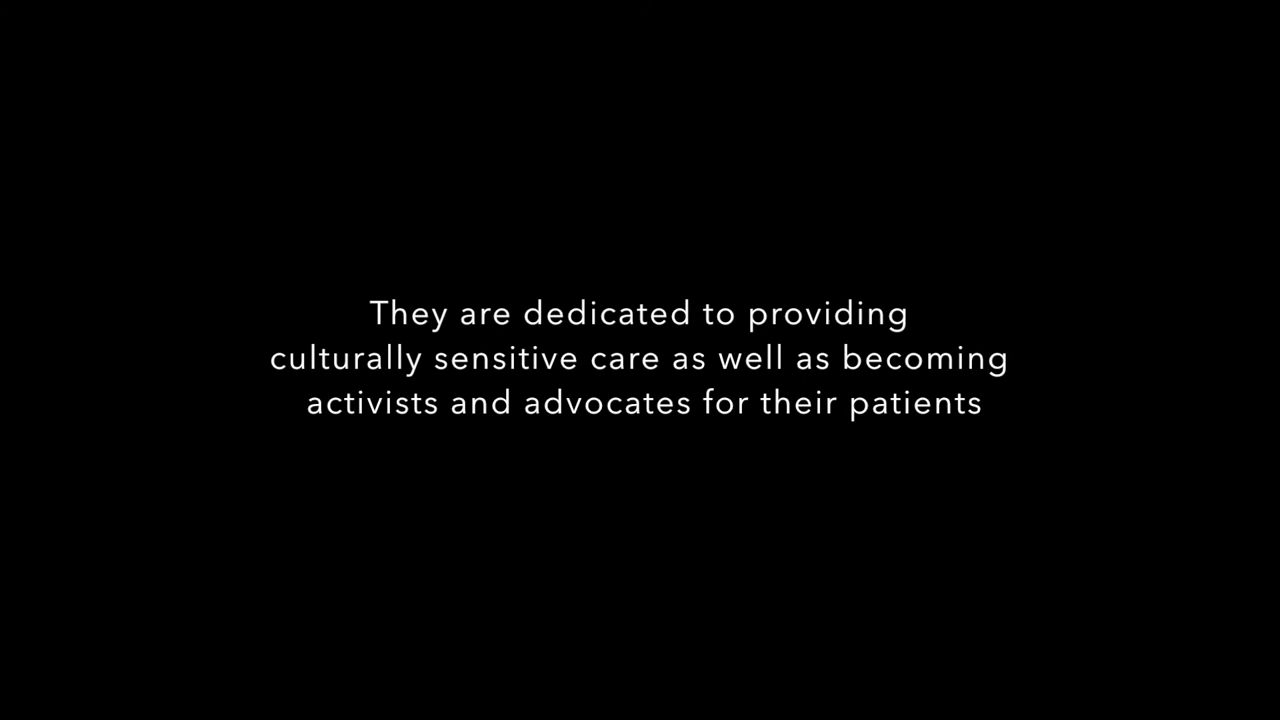 They are dedicated to providing
culturally sensitive care as well as becoming
activists and advocates for their patients